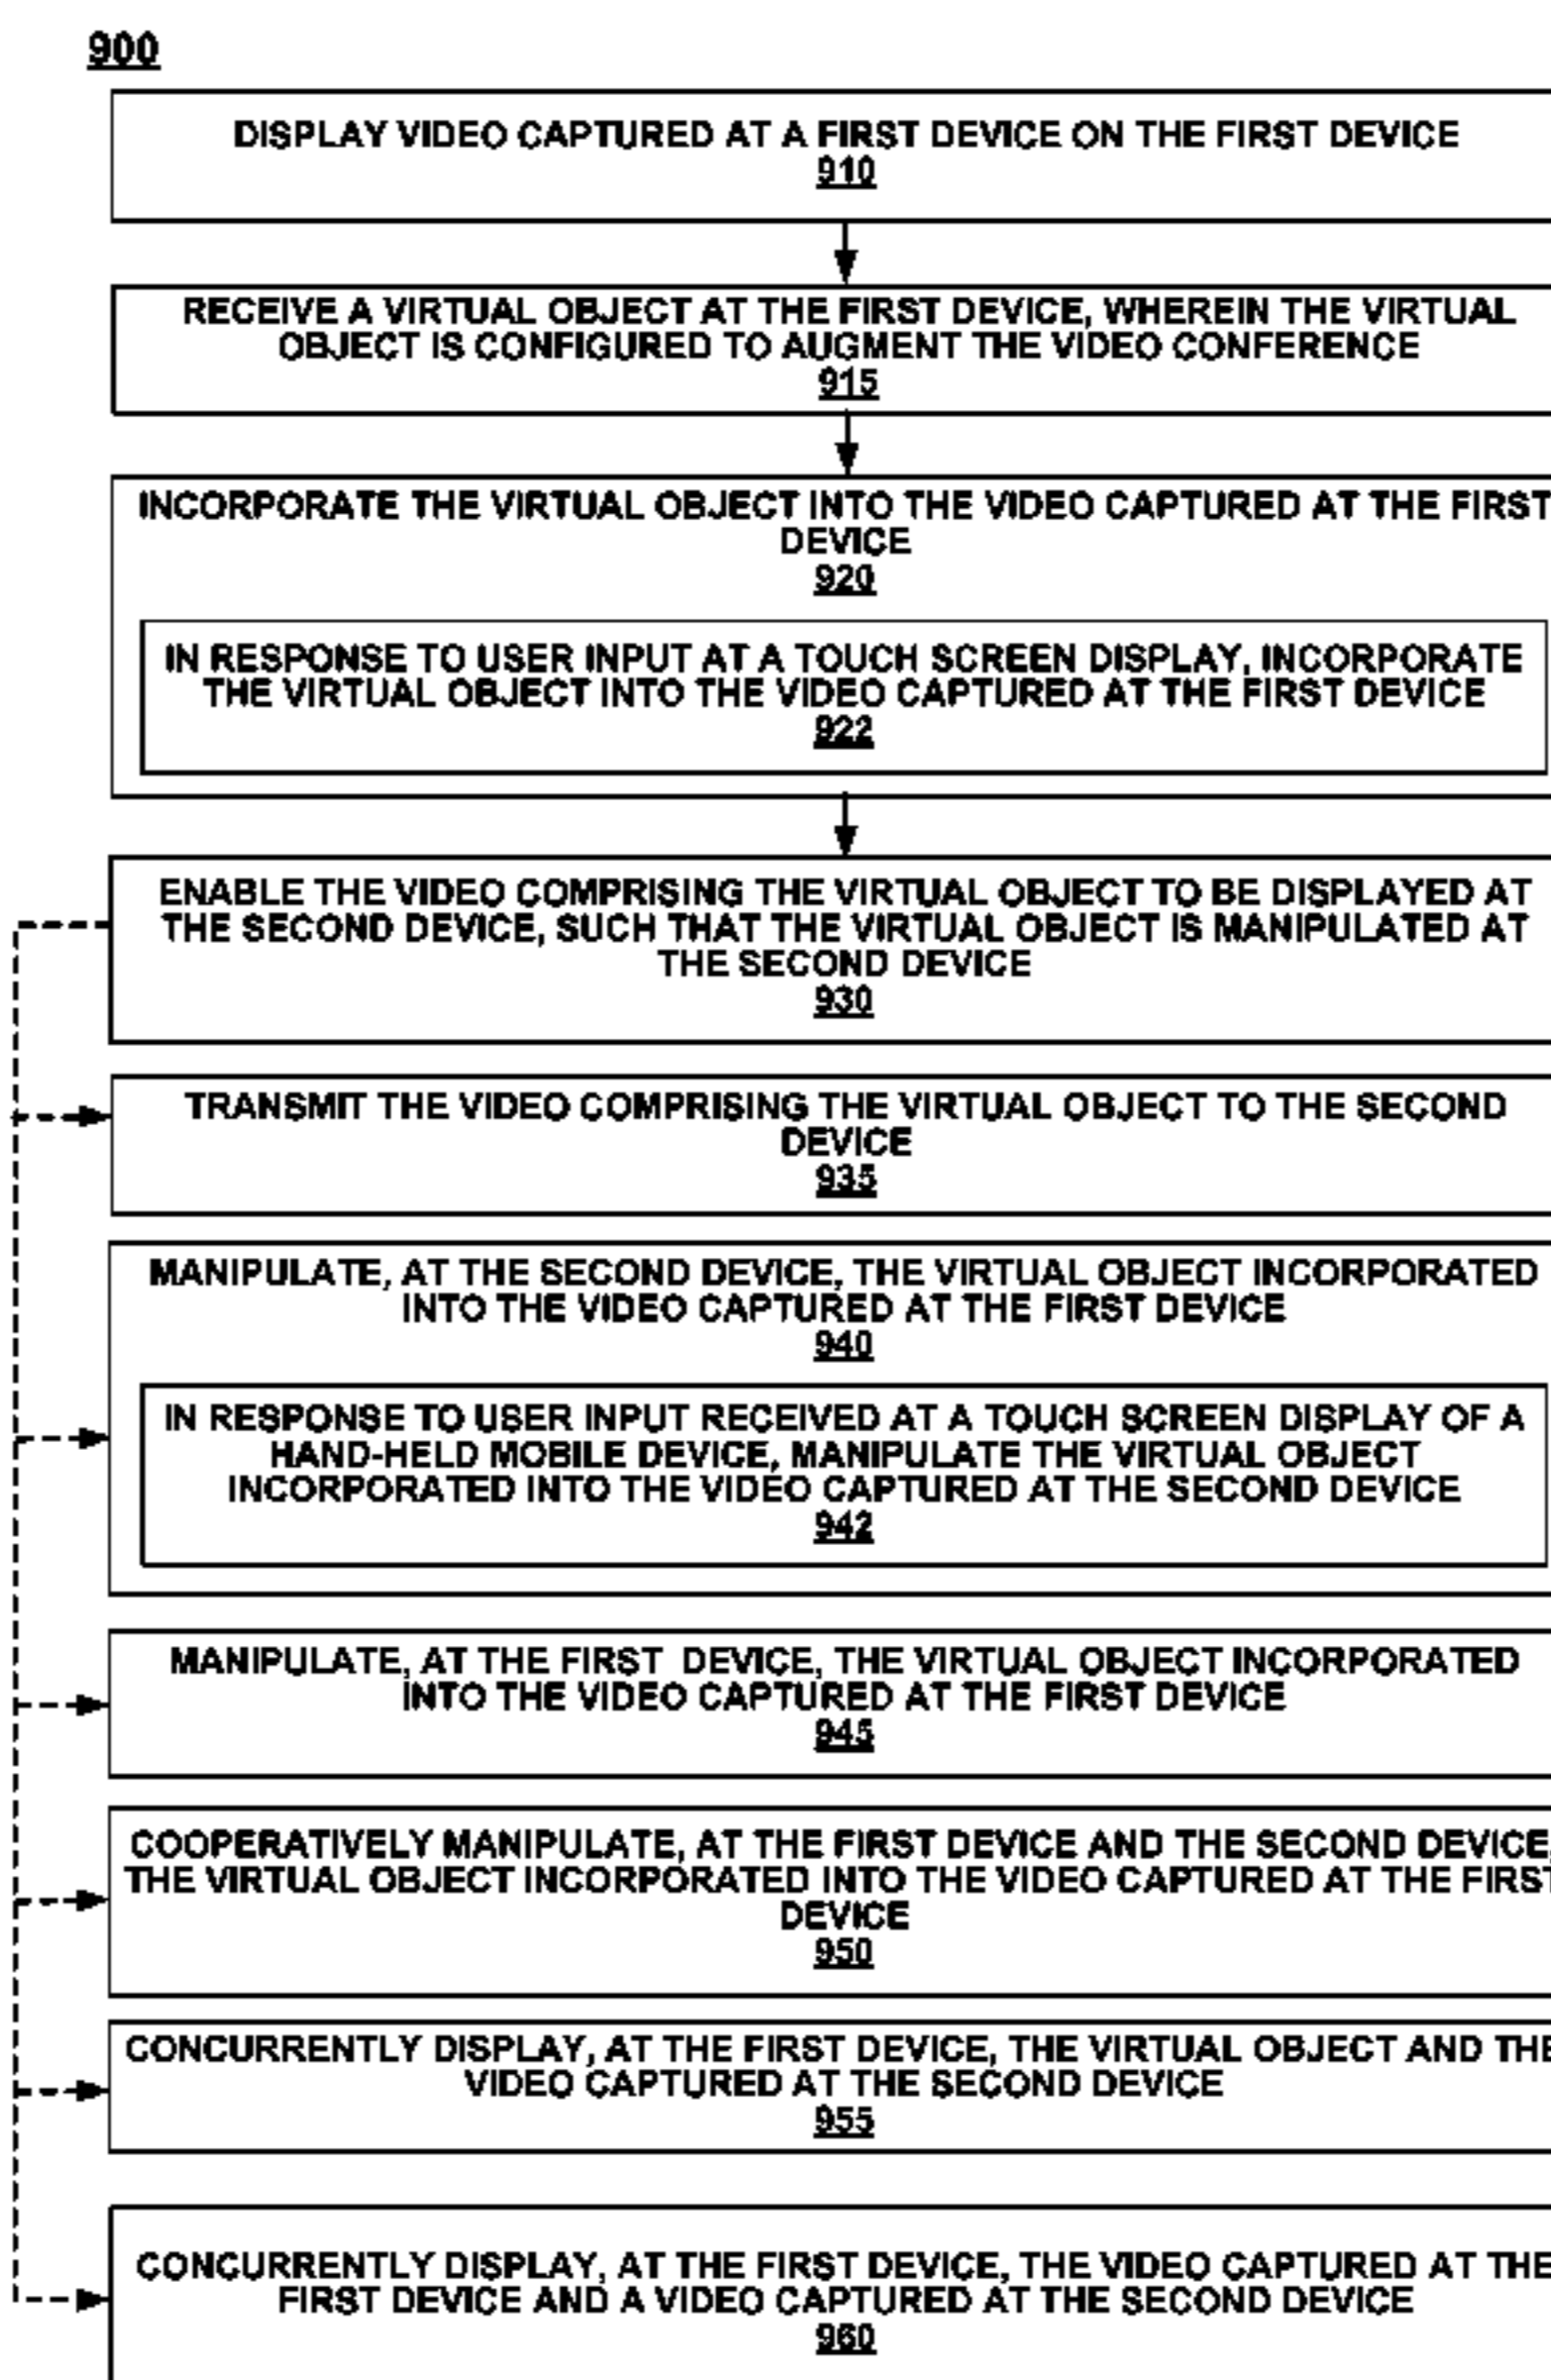 900
DISPLAY VIDEO CAPTURED AT A FIRST DEVICE ON THE FIRST DEVICE
910
RECEIVE A VIRTUAL OBJECT AT THE FIRST DEVICE, WHEREIN THE VIRTUAL
OBJECT IS CONFIGURED TO AUGMENT THE VIDEO CONFERENCE
915
INCORPORATE THE VIRTUAL OBJECT INTO THE VIDEO CAPTURED AT THE FIRST
DEVICE
920
IN RESPONSE TO USER INPUT AT A TOUCH SCREEN DISPLAY, INCORPORATE
THE VIRTUAL OBJECT INTO THE VIDEO CAPTURED AT THE FIRST DEVICE
922
ENABLE THE VIDEO COMPRISING THE VIRTUAL OBJECT TO BE DISPLAYED AT
THE SECOND DEVICE, SUCH THAT THE VIRTUAL OBJECT IS MANIPULATED AT
THE SECOND DEVICE
930
TRANSMIT THE VIDEO COMPRISING THE VIRTUAL OBJECT TO THE SECOND
DEVICE
935
MANIPULATE, AT THE SECOND DEVICE, THE VIRTUAL OBJECT INCORPORATED
INTO THE VIDEO CAPTURED AT THE FIRST DEVICE
940
IN RESPONSE TO USER INPUT RECEIVED AT A TOUCH SCREEN DISPLAY OF A
HAND-HELD MOBILE DEVICE, MANIPULATE THE VIRTUAL OBJECT
INCORPORATED INTO THE VIDEO CAPTURED AT THE SECOND DEVICE
942
MANIPULATE, AT THE FIRST DEVICE, THE VIRTUAL OBJECT INCORPORATED
INTO THE VIDEO CAPTURED AT THE FIRST DEVICE
945
COOPERATIVELY MANIPULATE, AT THE FIRST DEVICE AND THE SECOND DEVICE,
THE VIRTUAL OBJECT INCORPORATED INTO THE VIDEO CAPTURED AT THE FIRST
DEVICE
950
CONCURRENTLY DISPLAY, AT THE FIRST DEVICE, THE VIRTUAL OBJECT AND THE
VIDEO CAPTURED AT THE SECOND DEVICE
955
CONCURRENTLY DISPLAY, AT THE FIRST DEVICE, THE VIDEO CAPTURED AT THE
FIRST DEVICE AND A VIDEO CAPTURED AT THE SECOND DEVICE
960